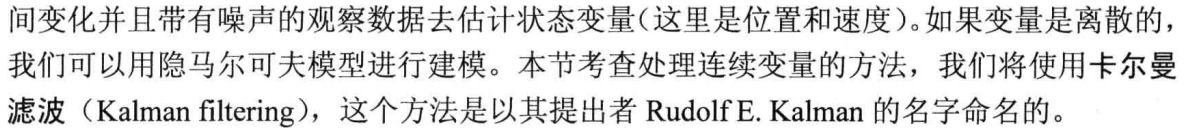 间变化并且带有噪声的观察数据去估计状态变量(这里是位置和速度)。如果变量是离散的,
我们可以用隐马尔可夫模型进行建模。本节考查处理连续变量的方法，我们将使用卡尔曼
滤波（Kalman filtering），这个方法是以其提出者 Rudolf E. Kalman 的名字命名的。